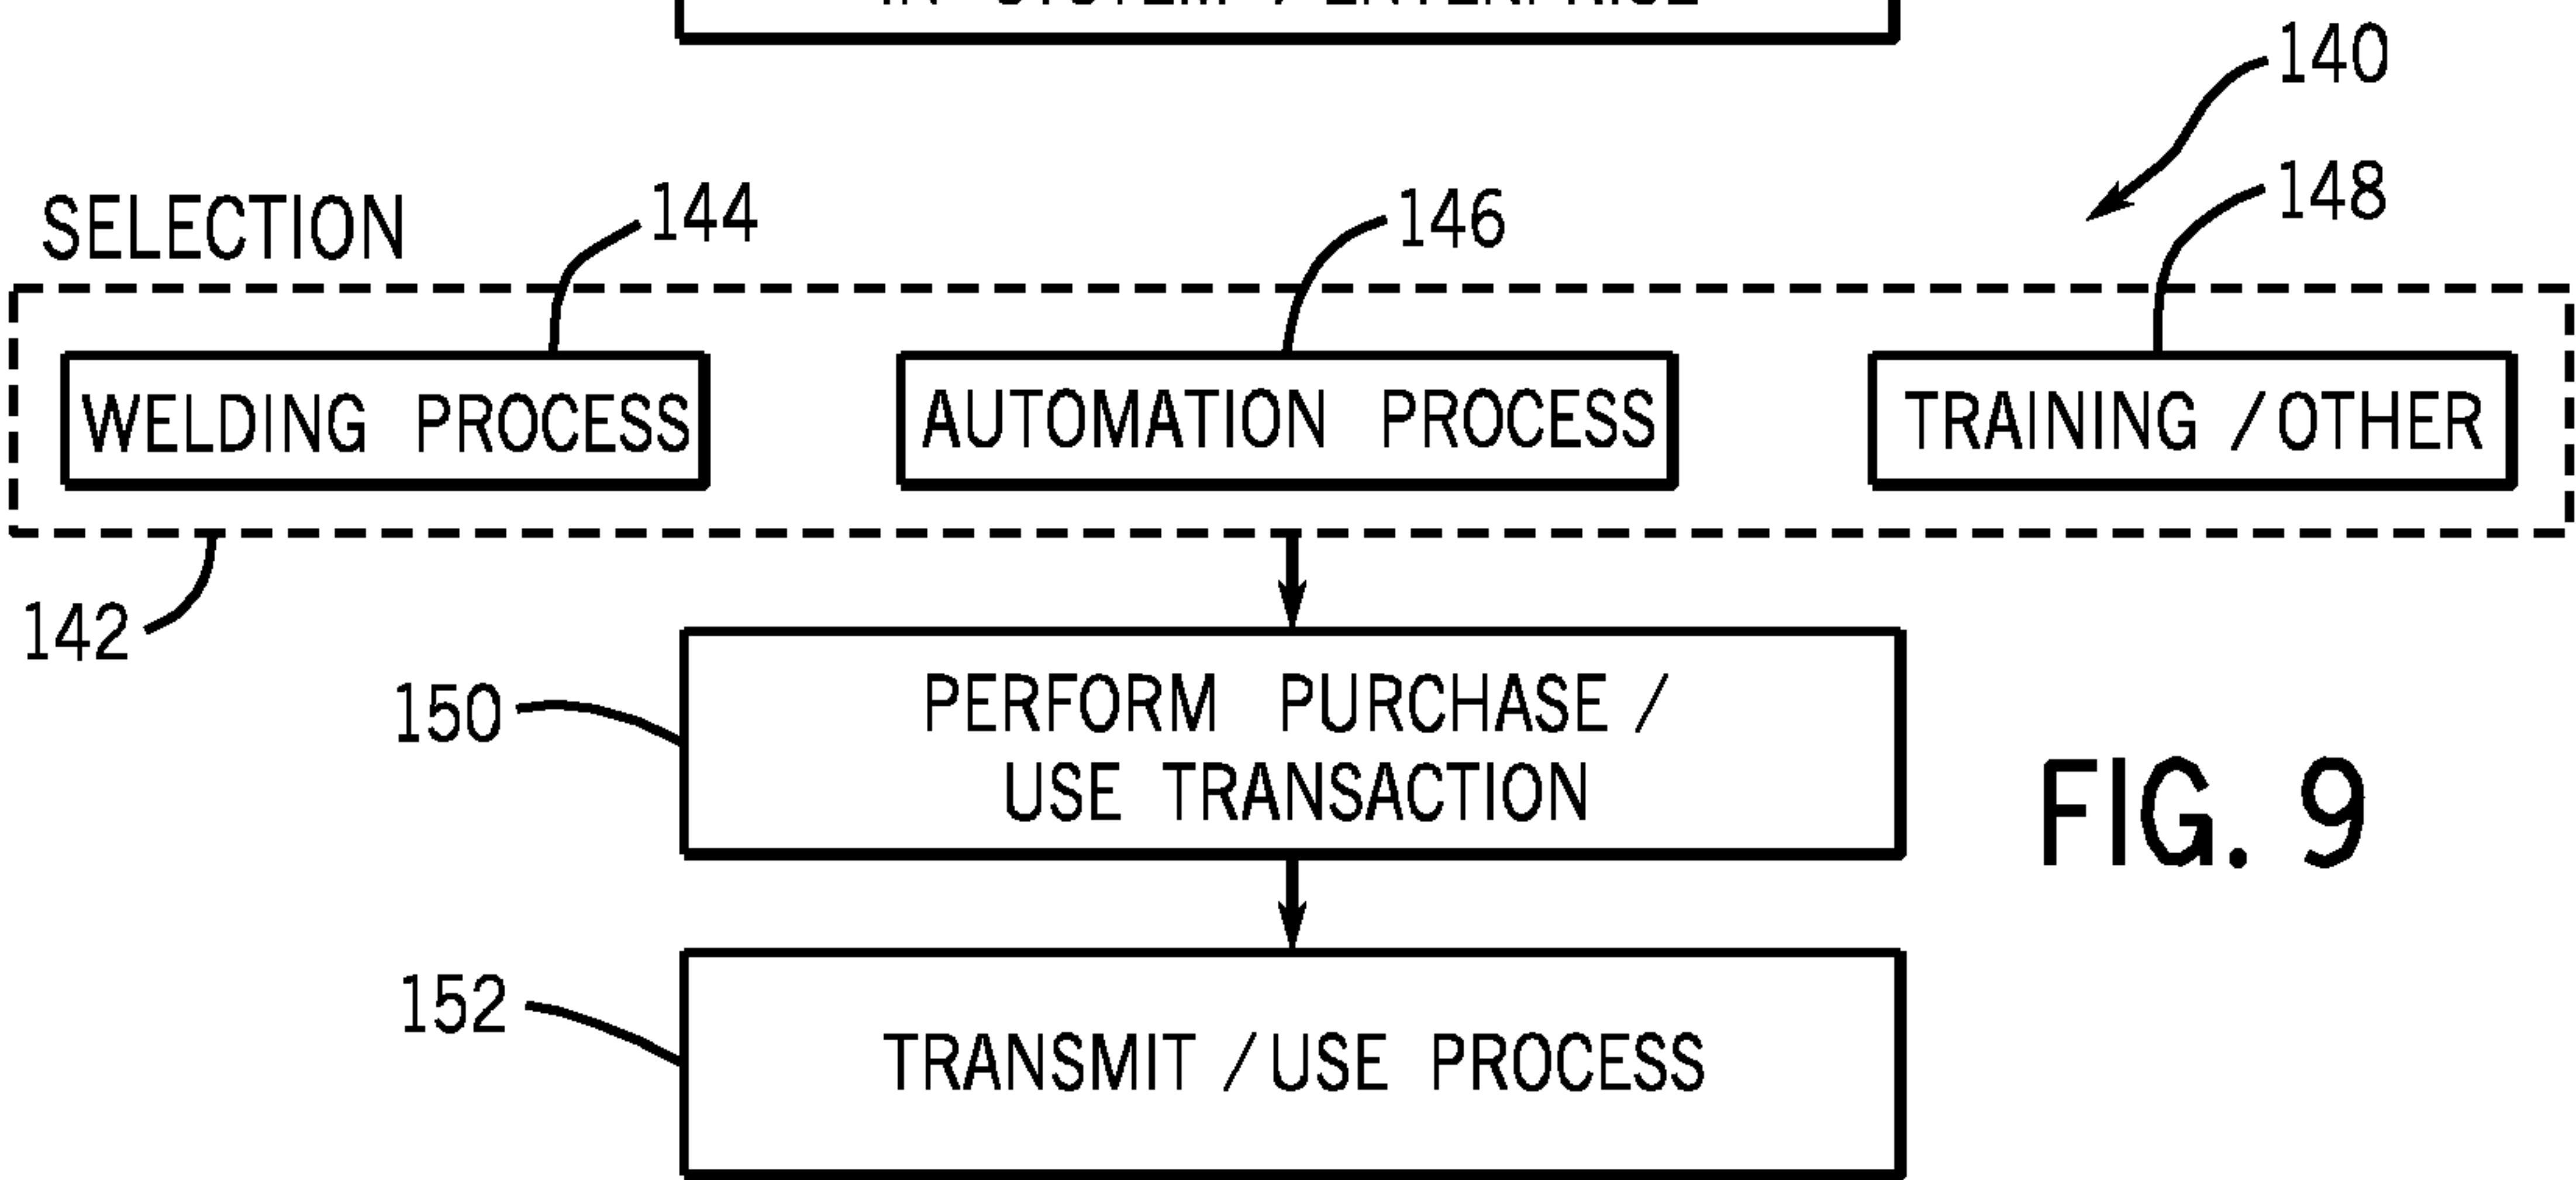 140
148
144
146
SELECTION
WELDING PROCESS
AUTOMATION PROCESS
TRAINING / OTHER
142
150
PERFORM PURCHASE /
USE TRANSACTION
FIG. 9
152
TRANSMIT / USE PROCESS